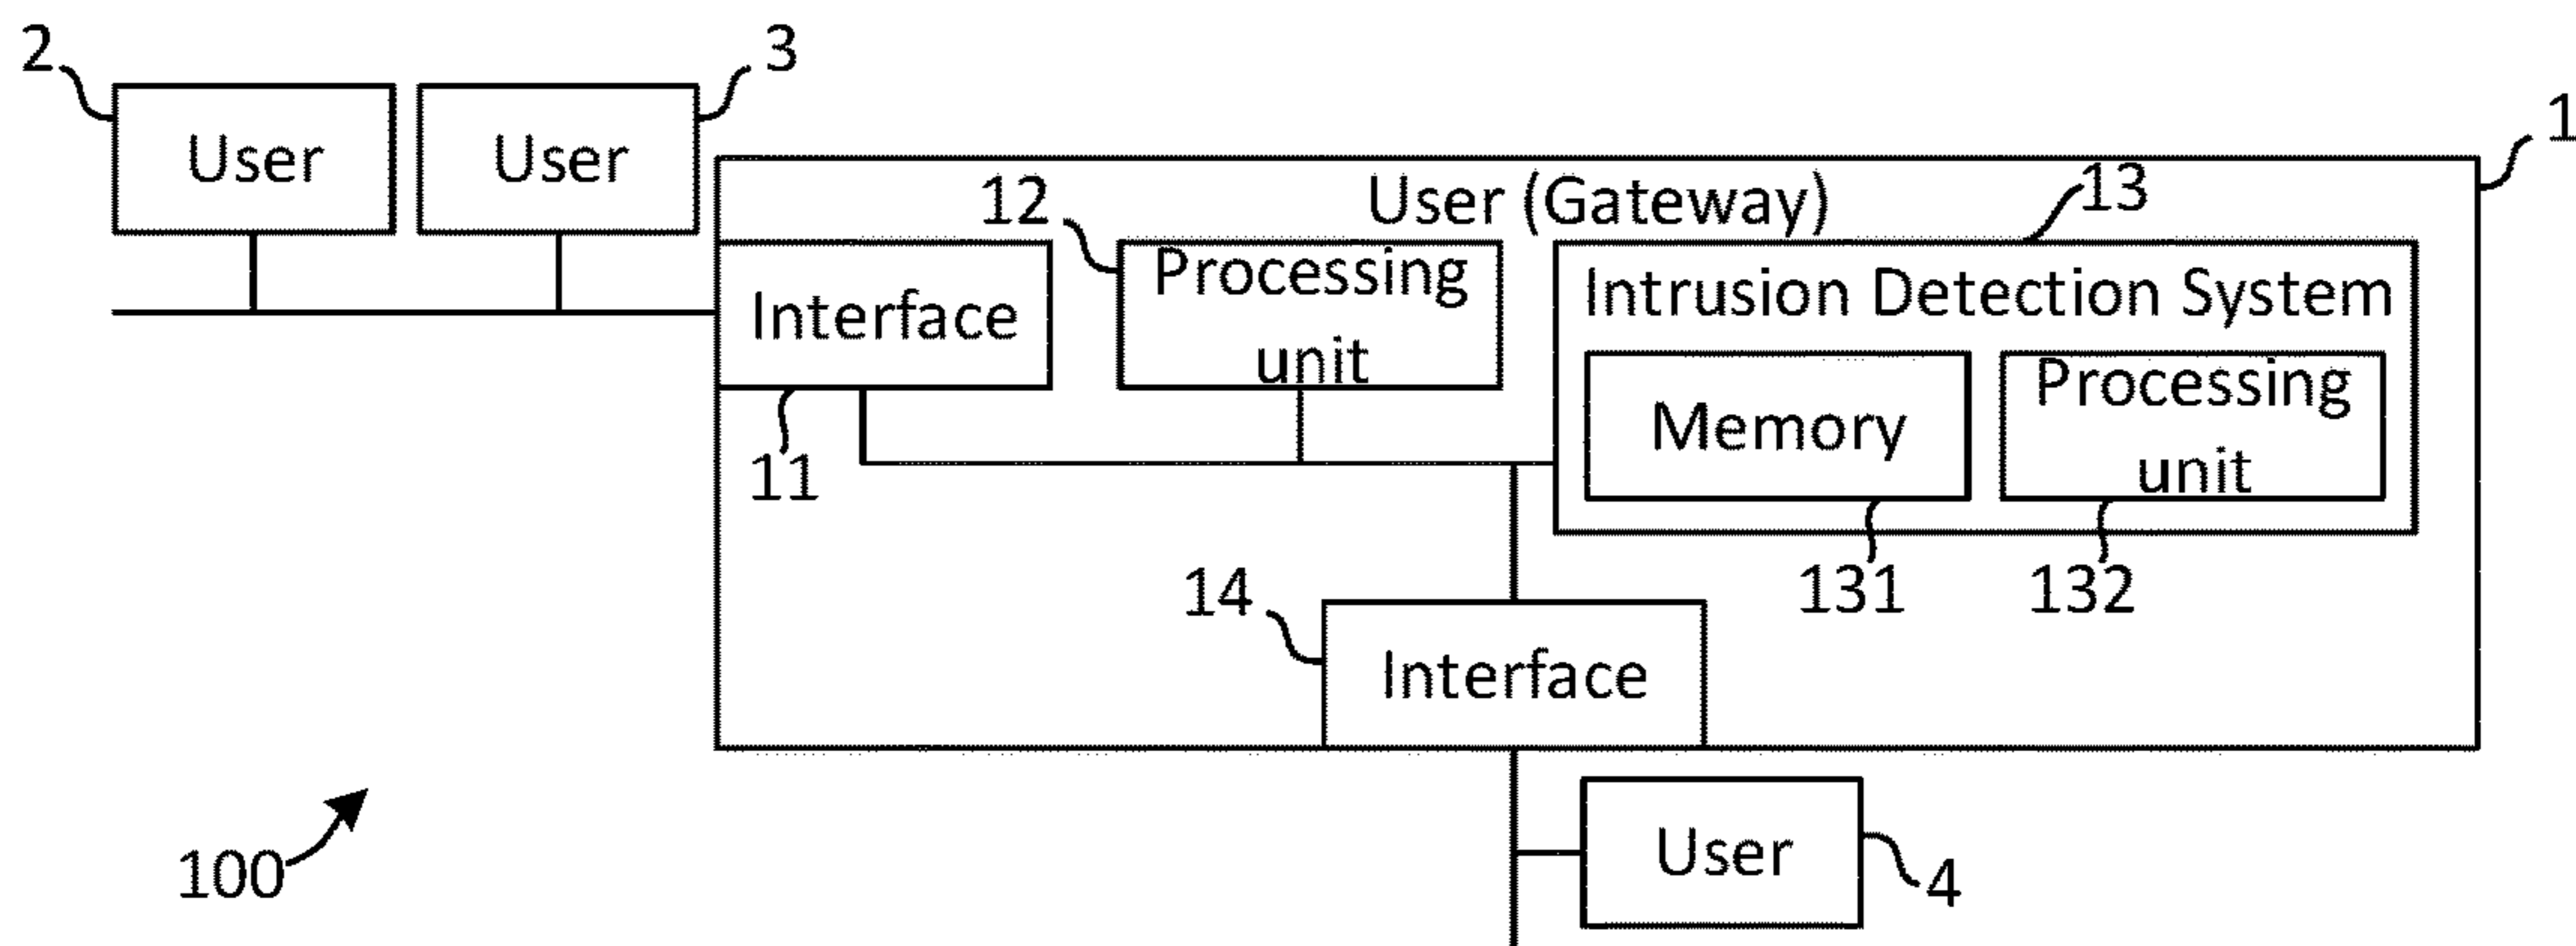 2
3
User
User
1
User (Gateway)
12
13
Processing
unit
Interface
Intrusion Detection System
Memory
Processing
unit
11
131
132
14
Interface
User
4
100